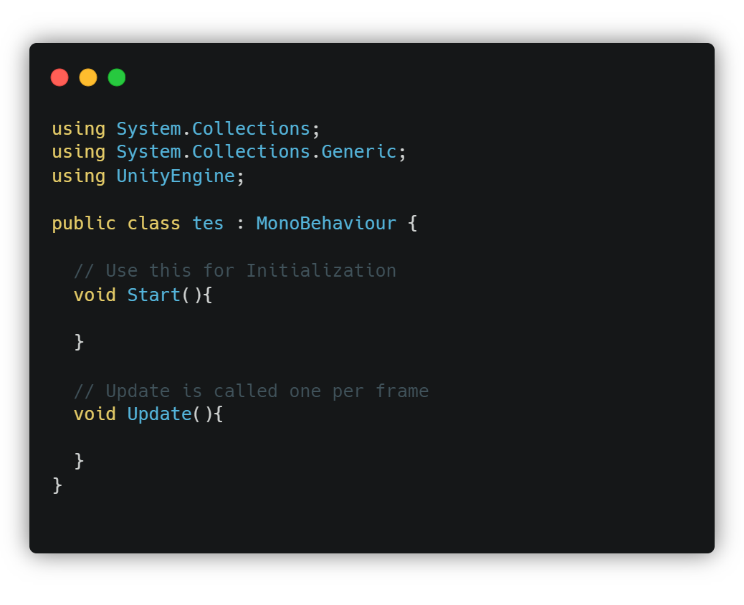 using System.Collections;
using System.Collections.Generic;
using UnityEngine;

public class tes : MonoBehaviour {

  // Use this for Initialization
  void Start(){

  }

  // Update is called one per frame
  void Update(){

  }
}